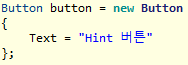 Button button = new Button
{
    Text = "Hint 버튼"
};